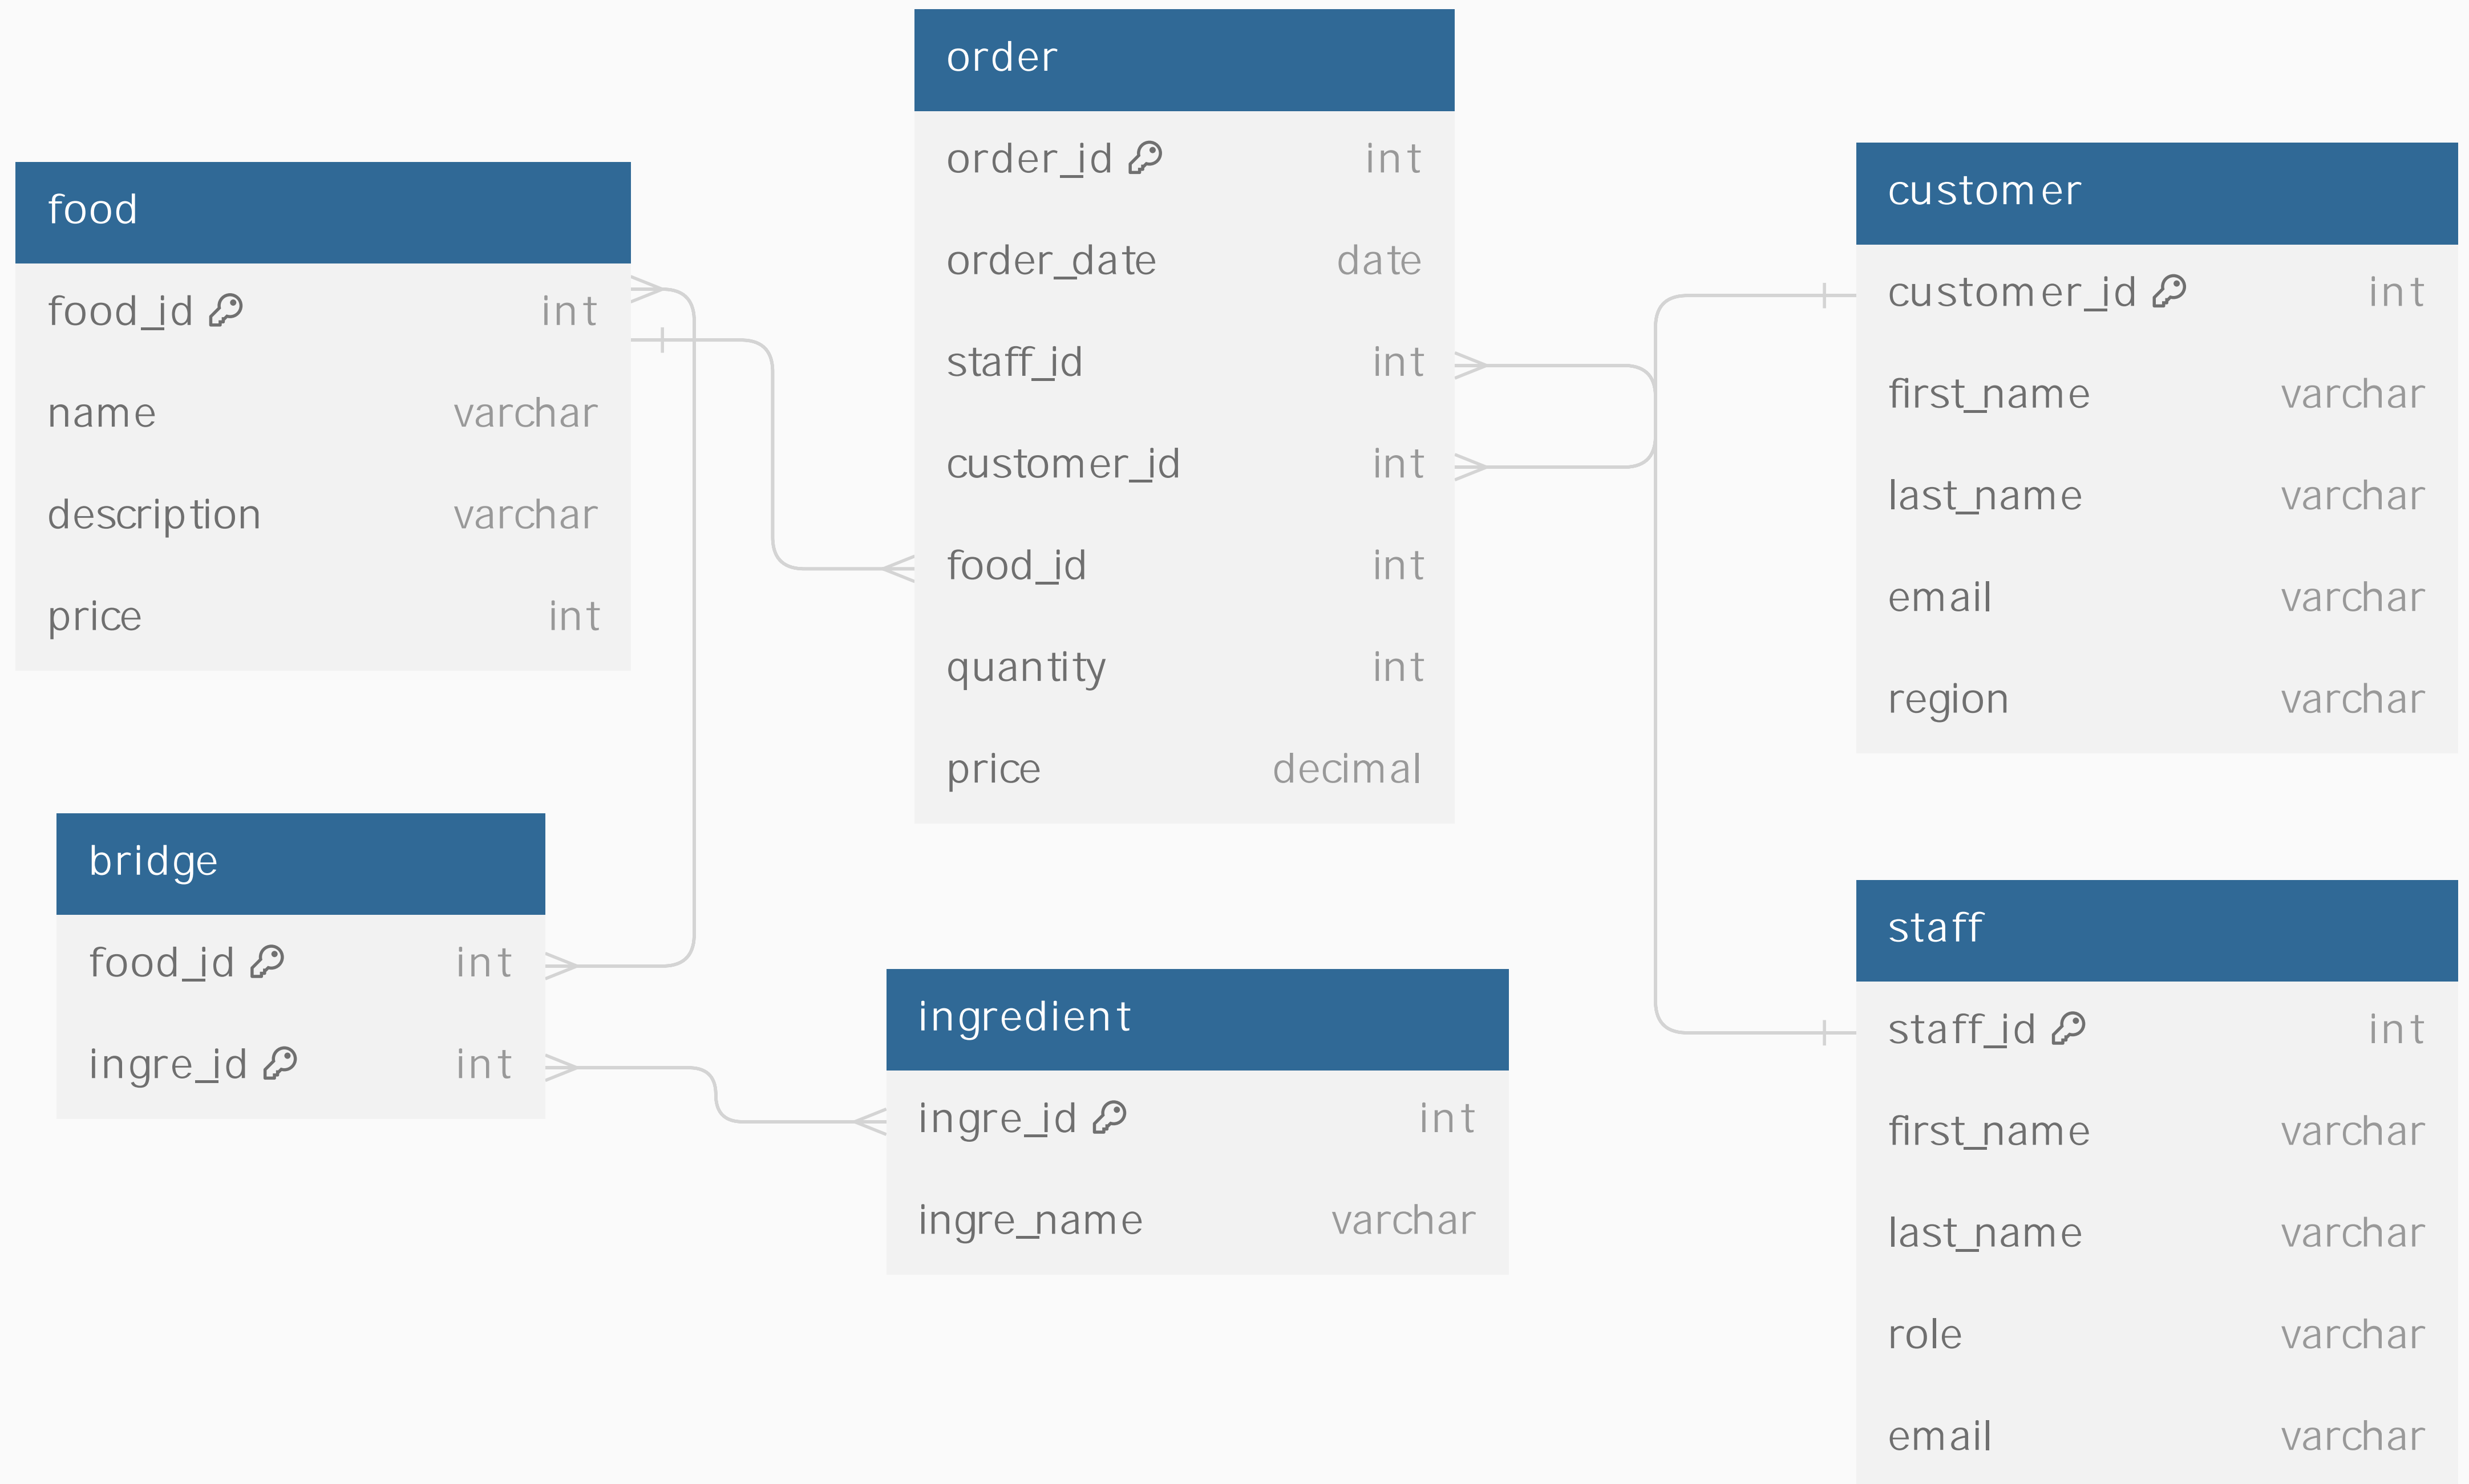 order
order_id int
order_date date
staff_id int
customer_id int
food_id int
quantity int
price decimal
food
food_id int
name varchar
description varchar
price int
customer
customer_id int
first_name varchar
last_name varchar
email varchar
region varchar
bridge
food_id int
ingre_id int
ingredient
ingre_id int
ingre_name varchar
staff
staff_id int
first_name varchar
last_name varchar
role varchar
email varchar